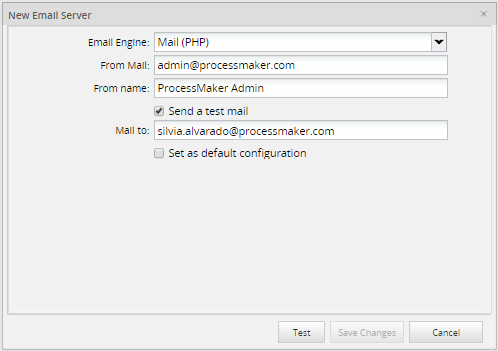 New Email Server
Email Engine: Mail (PHP)
From Mail: admin@processmaker.com
From name: ProcessMaker Admin
Send a test mail
Mail to: silvia.alvarado@processmaker.com
Set as default configuration
Test Save Changes Cancel